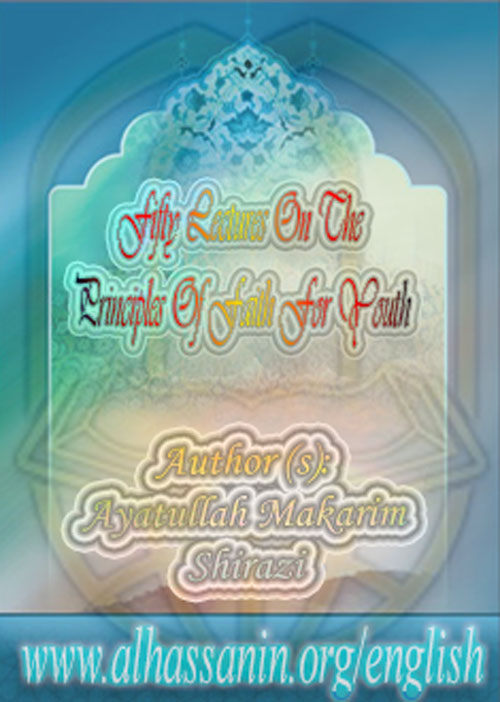 Fifty Lectures On The
Principles Of Faith For Youth
Author (s):
Ayatullah Makarim
Shirazi
www.alhassanin.org/english